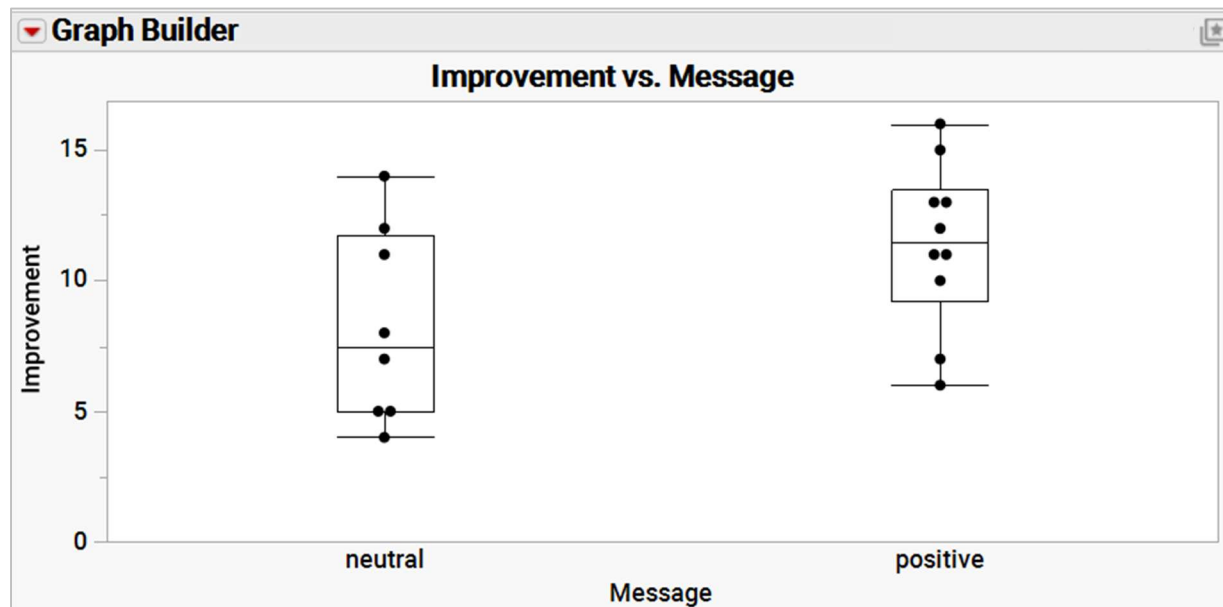 Graph Builder
Improvement vs. Message
15
10
5
0
Improvement
neutral positive
Message